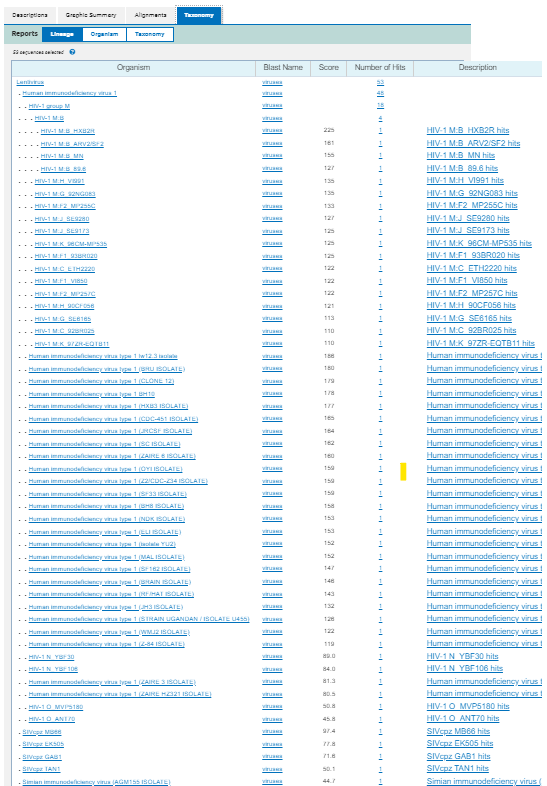 Descriptions Graphic Summary Alignments Taxonomy
Reports Lineage Organism Taxonomy
53 sequences selected
Organism Blast Name Score Number of Hits Description
Lentivirus viruses 53
. Human immunodeficiency virus 1 viruses 48
. . HIV-1 group M viruses 18
. . . HIV-1 M:B viruses 4
. . . . HIV-1 M:B_HXB2R viruses 225 1 HIV-1 M:B_HXB2R hits
. . . . HIV-1 M:B_ARV2/SF2 viruses 161 1 HIV-1 M:B_ARV2/SF2 hits
. . . . HIV-1 M:B_MN viruses 155 1 HIV-1 M:B_MN hits
. . . . HIV-1 M:B_89.6 viruses 127 1 HIV-1 M:B_89.6 hits
. . . HIV-1 M:H_VI991 viruses 135 1 HIV-1 M:H_VI991 hits
. . . HIV-1 M:G_92NG083 viruses 135 1 HIV-1 M:G_92NG083 hits
. . . HIV-1 M:F2_MP255C viruses 133 1 HIV-1 M:F2_MP255C hits
. . . HIV-1 M:J_SE9280 viruses 127 1 HIV-1 M:J_SE9280 hits
. . . HIV-1 M:J_SE9173 viruses 125 1 HIV-1 M:J_SE9173 hits
. . . HIV-1 M:K_96CM-MP535 viruses 125 1 HIV-1 M:K_96CM-MP535 hits
. . . HIV-1 M:F1_93BR020 viruses 125 1 HIV-1 M:F1_93BR020 hits
. . . HIV-1 M:C_ETH2220 viruses 122 1 HIV-1 M:C_ETH2220 hits
. . . HIV-1 M:F1_VI850 viruses 122 1 HIV-1 M:F1_VI850 hits
. . . HIV-1 M:F2_MP257C viruses 122 1 HIV-1 M:F2_MP257C hits
. . . HIV-1 M:H_90CF056 viruses 121 1 HIV-1 M:H_90CF056 hits
. . . HIV-1 M:G_SE6165 viruses 113 1 HIV-1 M:G_SE6165 hits
. . . HIV-1 M:C_92BR025 viruses 110 1 HIV-1 M:C_92BR025 hits
. . . HIV-1 M:K_97ZR-EQTB11 viruses 110 1 HIV-1 M:K_97ZR-EQTB11 hits
. . Human immunodeficiency virus type 1 lw12.3 isolate viruses 186 1 Human immunodeficiency virus t
. . Human immunodeficiency virus type 1 (BRU ISOLATE) viruses 180 1 Human immunodeficiency virus t
. . Human immunodeficiency virus type 1 (CLONE 12) viruses 179 1 Human immunodeficiency virus t
. . Human immunodeficiency virus type 1 BH10 viruses 178 1 Human immunodeficiency virus t
. . Human immunodeficiency virus type 1 (HXB3 ISOLATE) viruses 177 1 Human immunodeficiency virus t
. . Human immunodeficiency virus type 1 (CDC-451 ISOLATE) viruses 165 1 Human immunodeficiency virus t
. . Human immunodeficiency virus type 1 (JRCSF ISOLATE) viruses 164 1 Human immunodeficiency virus t
. . Human immunodeficiency virus type 1 (SC ISOLATE) viruses 162 1 Human immunodeficiency virus t
. . Human immunodeficiency virus type 1 (ZAIRE 6 ISOLATE) viruses 160 1 Human immunodeficiency virus t
. . Human immunodeficiency virus type 1 (OYI ISOLATE) viruses 159 1 Human immunodeficiency virus t
. . Human immunodeficiency virus type 1 (Z2/CDC-Z34 ISOLATE) viruses 159 1 Human immunodeficiency virus t
. . Human immunodeficiency virus type 1 (SF33 ISOLATE) viruses 159 1 Human immunodeficiency virus t
. . Human immunodeficiency virus type 1 (BH8 ISOLATE) viruses 158 1 Human immunodeficiency virus t
. . Human immunodeficiency virus type 1 (NDK ISOLATE) viruses 153 1 Human immunodeficiency virus t
. . Human immunodeficiency virus type 1 (ELI ISOLATE) viruses 153 1 Human immunodeficiency virus t
. . Human immunodeficiency virus type 1 (isolate YU2) viruses 152 1 Human immunodeficiency virus t
. . Human immunodeficiency virus type 1 (MAL ISOLATE) viruses 152 1 Human immunodeficiency virus t
. . Human immunodeficiency virus type 1 (SF162 ISOLATE) viruses 147 1 Human immunodeficiency virus t
. . Human immunodeficiency virus type 1 (BRAIN ISOLATE) viruses 146 1 Human immunodeficiency virus t
. . Human immunodeficiency virus type 1 (RF/HAT ISOLATE) viruses 143 1 Human immunodeficiency virus t
. . Human immunodeficiency virus type 1 (JH3 ISOLATE) viruses 132 1 Human immunodeficiency virus t
. . Human immunodeficiency virus type 1 (STRAIN UGANDAN / ISOLATE U455) viruses 126 1 Human immunodeficiency virus t
. . Human immunodeficiency virus type 1 (WMJ2 ISOLATE) viruses 122 1 Human immunodeficiency virus t
. . Human immunodeficiency virus type 1 (Z-84 ISOLATE) viruses 119 1 Human immunodeficiency virus t
. . HIV-1 N_YBF30 viruses 89.0 1 HIV-1 N_YBF30 hits
. . HIV-1 N_YBF106 viruses 84.0 1 HIV-1 N_YBF106 hits
. . Human immunodeficiency virus type 1 (ZAIRE 3 ISOLATE) viruses 81.3 1 Human immunodeficiency virus t
. . Human immunodeficiency virus type 1 (ZAIRE HZ321 ISOLATE) viruses 80.5 1 Human immunodeficiency virus t
. . HIV-1 O_MVP5180 viruses 50.8 1 HIV-1 O_MVP5180 hits
. . HIV-1 O_ANT70 viruses 45.8 1 HIV-1 O_ANT70 hits
. SIVcpz MB66 viruses 97.4 1 SIVcpz MB66 hits
. SIVcpz EK505 viruses 77.8 1 SIVcpz EK505 hits
. SIVcpz GAB1 viruses 71.6 1 SIVcpz GAB1 hits
. SIVcpz TAN1 viruses 50.1 1 SIVcpz TAN1 hits
. Simian immunodeficiency virus (AGM155 ISOLATE) viruses 44.7 1 Simian immunodeficiency virus (